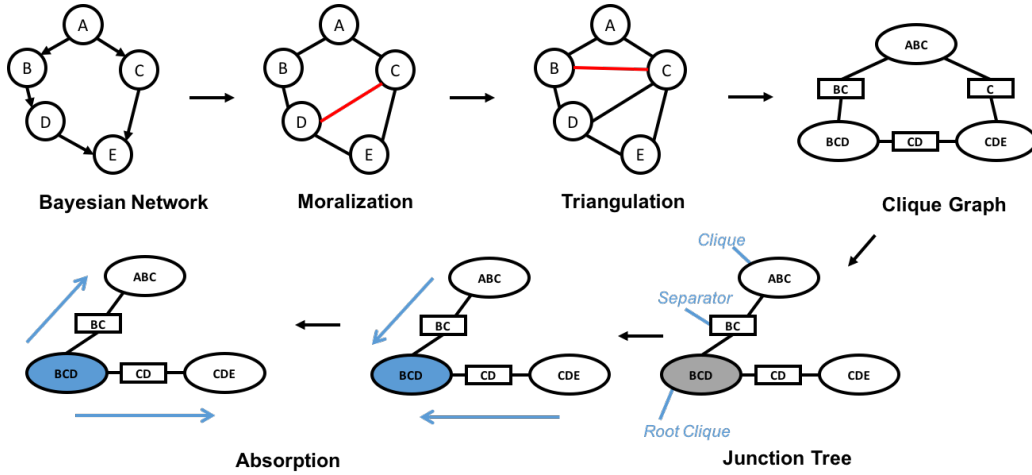 A
B
C
D
E
Bayesian Network
A
B
C
D
E
Moralization
A
B
C
D
E
Triangulation
ABC
BC
C
BCD
CD
CDE
Clique Graph
Clique
ABC
Separator
BC
BCD
CD
CDE
Root Clique
Junction Tree
ABC
BC
BCD
CD
CDE
ABC
BC
BCD
CD
CDE
Absorption